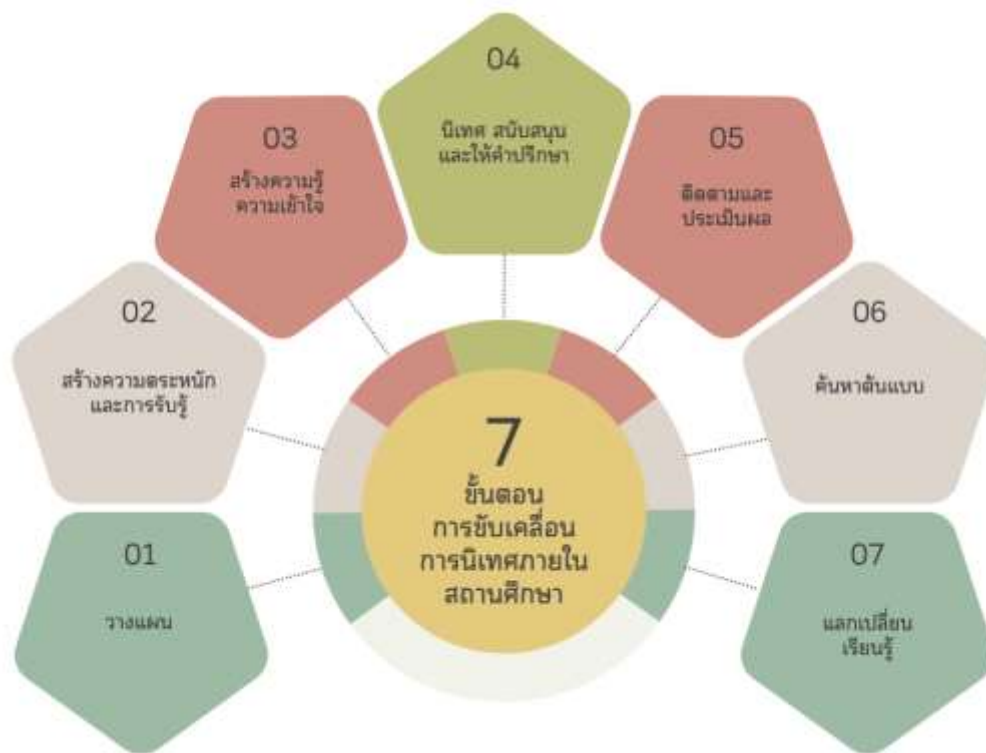 04
นิเทศ สนับสนุน
และให้คำปรึกษา
03
สร้างความรู้
ความเข้าใจ
05
ติดตามและ
ประเมินผล
02
สร้างความตระหนัก
และการรับรู้
06
ค้นหาต้นแบบ
7
ขั้นตอน
การขับเคลื่อน
การนิเทศภายใน
สถานศึกษา
01
วางแผน
07
แลกเปลี่ยน
เรียนรู้